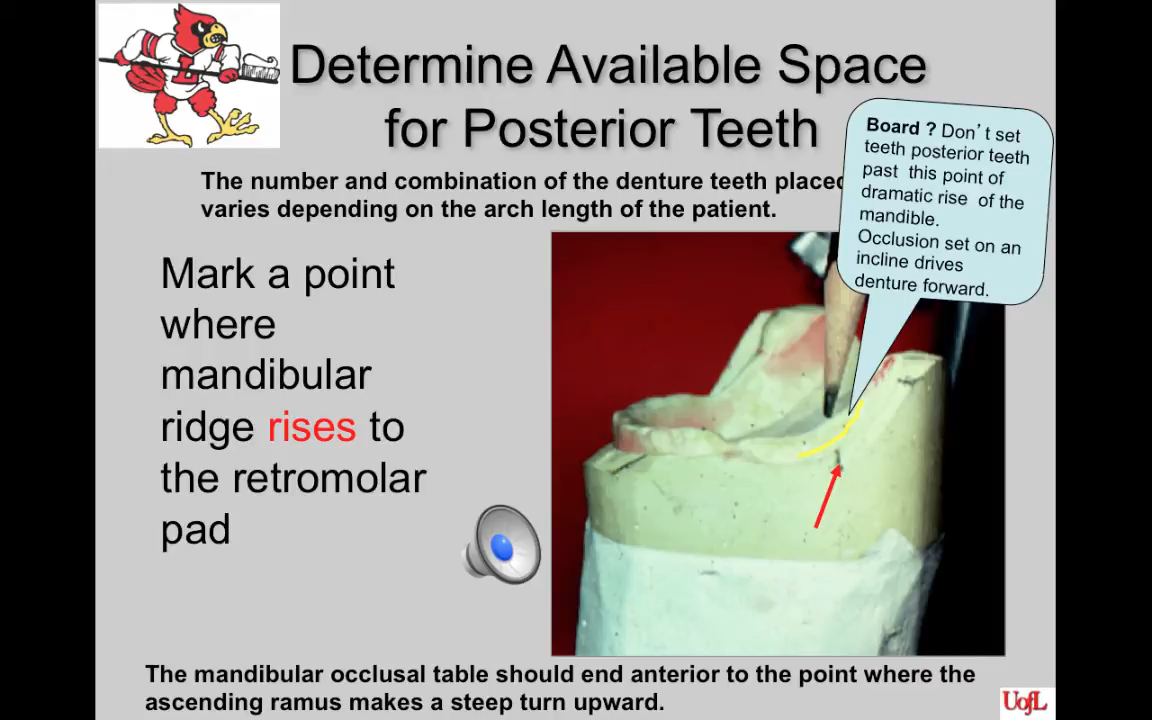 Determine Available Space
for Posterior Teeth
Board ? Don't set
teeth posterior teeth
past this point of
dramatic rise of the
mandible.
Occlusion set on an
incline drives
denture forward.
The number and combination of the denture teeth placed
varies depending on the arch length of the patient.
Mark a point
where
mandibular
ridge rises to
the retromolar
pad
The mandibular occlusal table should end anterior to the point where the
ascending ramus makes a steep turn upward.
UofL